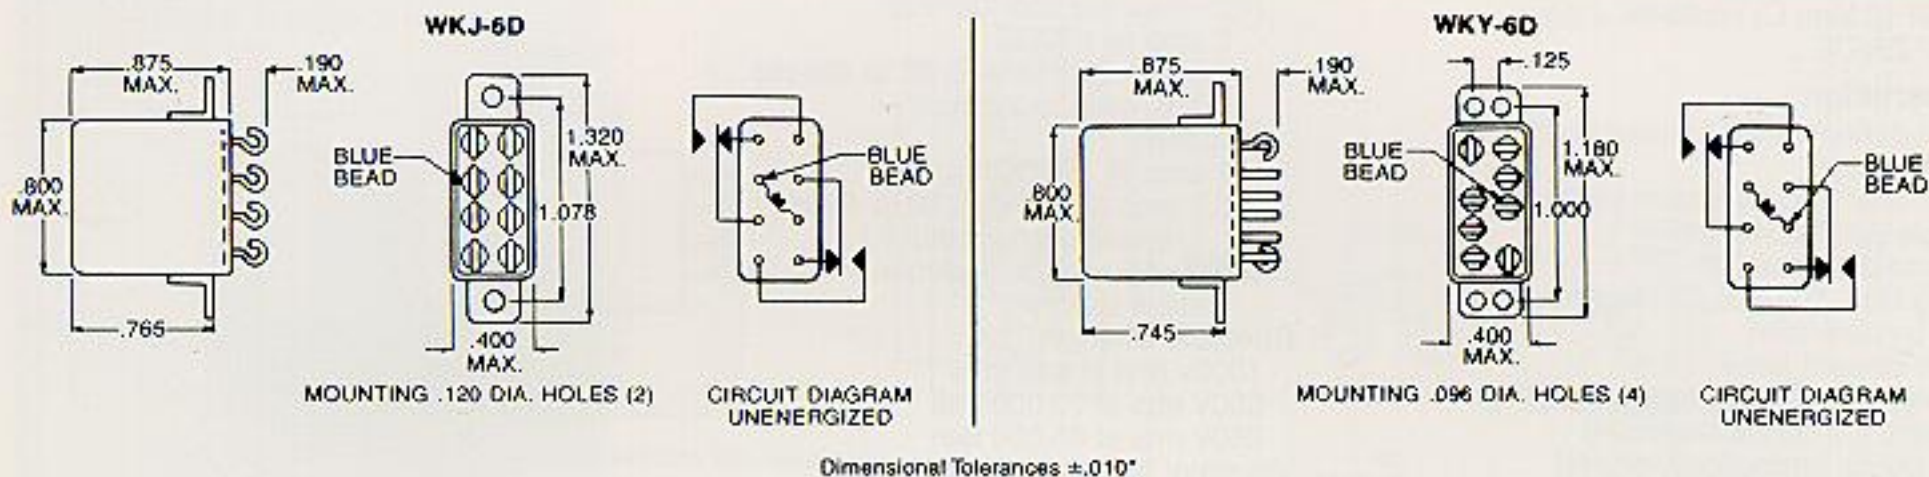 WKJ-6D
.875
MAX.
.190
MAX.
.800
MAX.
.765
BLUE
BEAD
1.320
MAX.
1.078
.400
MAX.
MOUNTING .120 DIA. HOLES (2)
BLUE
BEAD
CIRCUIT DIAGRAM
UNENERGIZED
WKY-6D
.875
MAX.
.190
MAX.
.800
MAX.
.745
.125
BLUE
BEAD
1.180
MAX.
1.000
.400
MAX.
MOUNTING .096 DIA. HOLES (4)
BLUE
BEAD
CIRCUIT DIAGRAM
UNENERGIZED
Dimensional Tolerances ±.010"